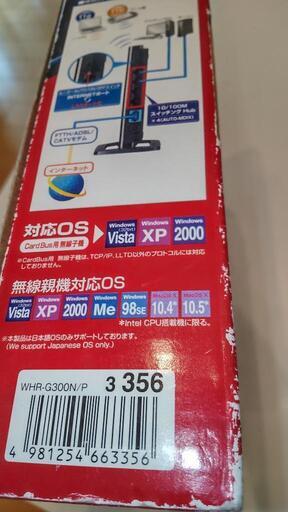 INTERNETポート
10/100M
スイッチング Hub
×4(AUTO-MDIX)
FTTH/ADSL/
CATVモデム
インターネット
対応OS
CardBus用 無線子機
Windows Vista Windows XP Windows 2000
※CardBus用 無線子機は、TCP/IP、LLTD以外のプロトコルには対応
しておりません。
無線親機対応OS
Windows Vista Windows XP Windows 2000 Windows Me Windows 98SE 10.4* MacOS X 10.5*
*Intel CPU搭載機に限る。
※本製品は日本語OSのみサポートしております。
(We support Japanese OS only.)
WHR-G300N/P 3 356
4 981254 663356